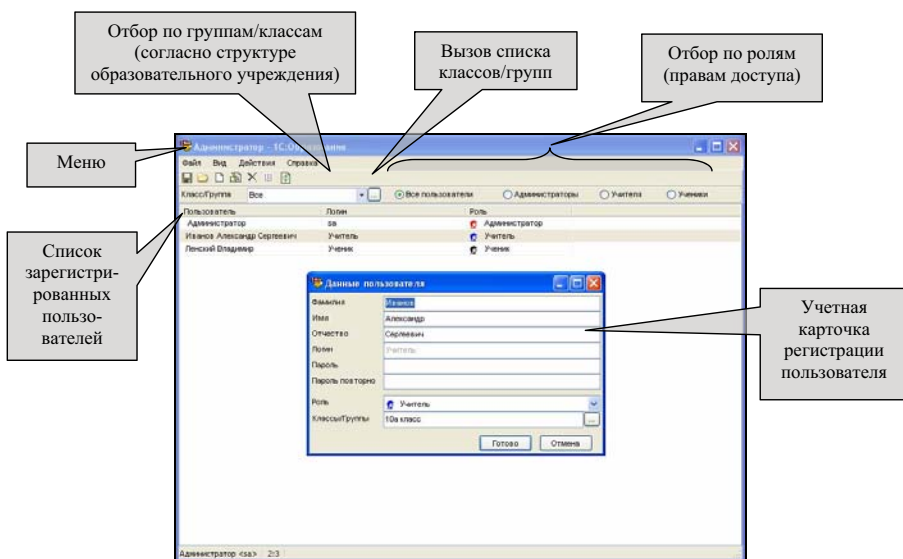 Отбор по группам/классам
(согласно структуре
образовательного учреждения)
Вызов списка
классов/групп
Отбор по ролям
(правам доступа)
Меню
Список
зарегистри-
рованных
пользо-
вателей
Учетная
карточка
регистрации
пользователя
Администратор - 1С:Образование
Файл Вид Действия Справка
Класс/Группа Все Все пользователи Администраторы Учителя Ученики
Пользователь Логин Роль
Администратор sa Администратор
Иванов Александр Сергеевич Учитель Учитель
Ленский Владимир Ученик Ученик
Данные пользователя
Фамилия Иванов
Имя Александр
Отчество Сергеевич
Логин Учитель
Пароль
Пароль повторно
Роль Учитель
Классы/Группы 10а класс ...
Готово Отмена
Администратор <sa> 2:3